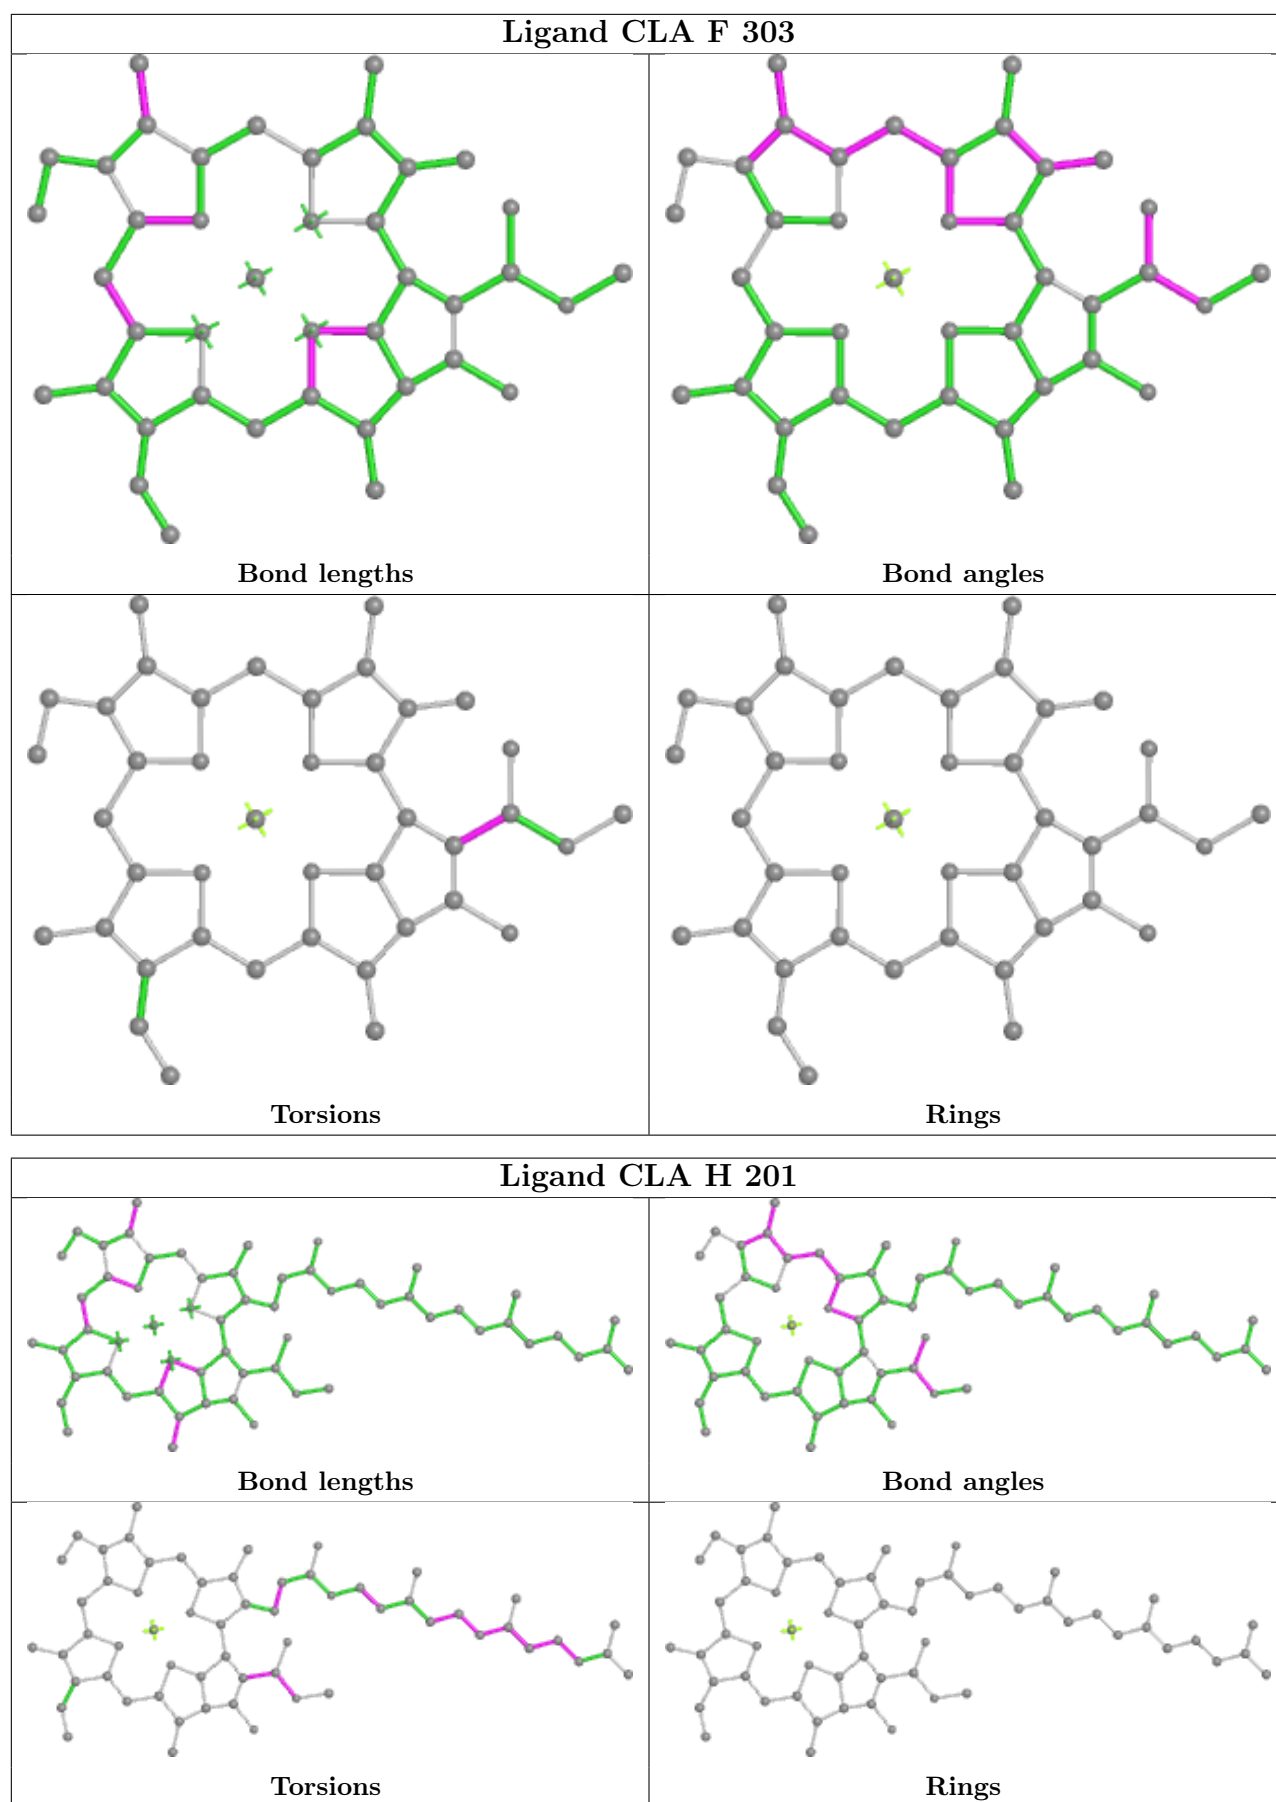 Ligand CLA F 303
Bond lengths
Bond angles
Torsions
Rings
Ligand CLA H 201
Bond lengths
Bond angles
Torsions
Rings